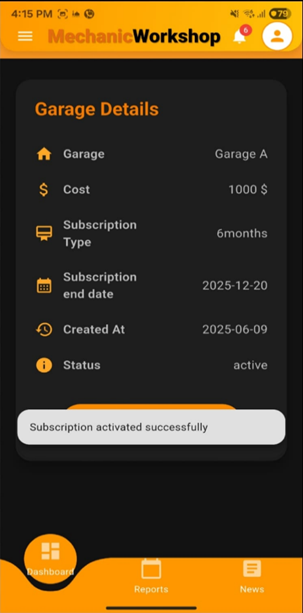 4:15 PM
79
MechanicWorkshop
6
Garage Details
Garage Garage A
Cost 1000 $
Subscription Type 6months
Subscription end date 2025-12-20
Created At 2025-06-09
Status active
Subscription activated successfully
Dashboard
Reports
News